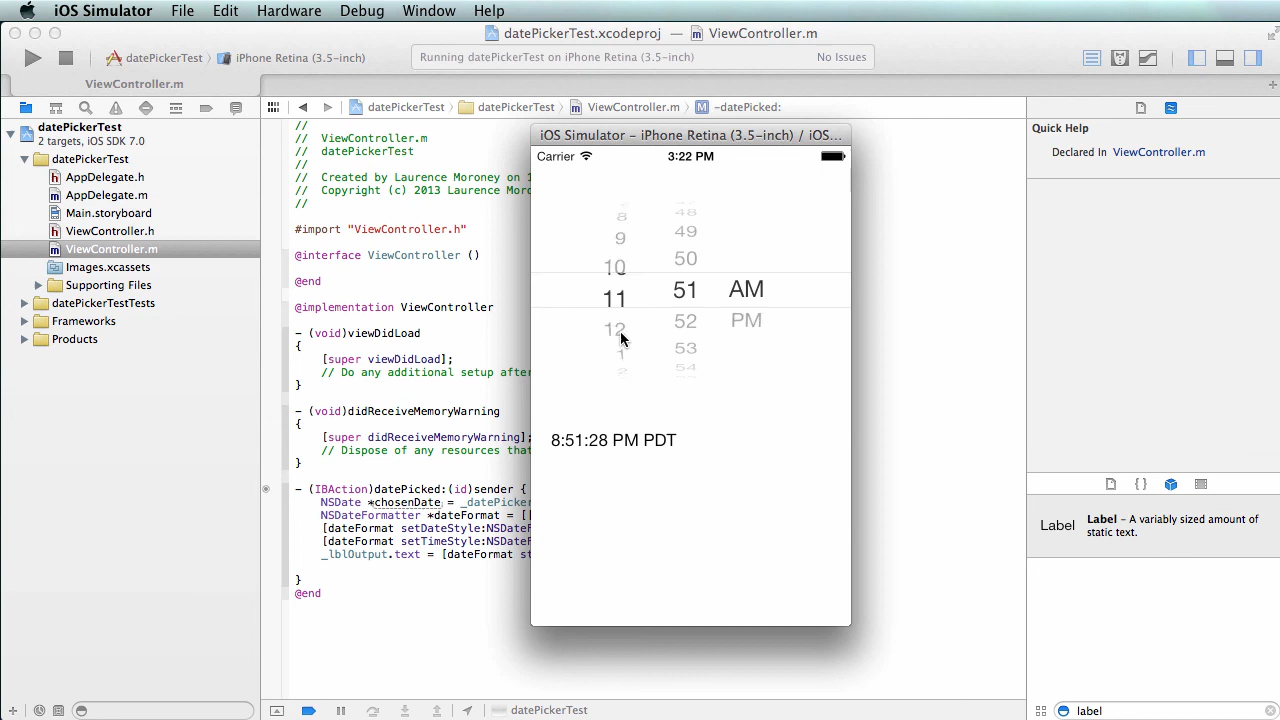 iOS Simulator File Edit Hardware Debug Window Help
datePickerTest.xcodeproj — ViewController.m
datePickerTest iPhone Retina (3.5-inch)
Running datePickerTest on iPhone Retina (3.5-inch) No Issues
ViewController.m
datePickerTest datePickerTest ViewController.m M -datePicked:
datePickerTest
2 targets, iOS SDK 7.0
datePickerTest
h AppDelegate.h
m AppDelegate.m
Main.storyboard
h ViewController.h
m ViewController.m
Images.xcassets
Supporting Files
datePickerTestTests
Frameworks
Products
//
// ViewController.m
// datePickerTest
//
// Created by Laurence Moroney on 1
// Copyright (c) 2013 Laurence Moron
//
#import "ViewController.h"
@interface ViewController ()
@end
@implementation ViewController
- (void)viewDidLoad
{
[super viewDidLoad];
// Do any additional setup after
}
- (void)didReceiveMemoryWarning
{
[super didReceiveMemoryWarning];
// Dispose of any resources that
}
- (IBAction)datePicked:(id)sender {
NSDate *chosenDate = _datePicker
NSDateFormatter *dateFormat = [[
[dateFormat setDateStyle:NSDateF
[dateFormat setTimeStyle:NSDateF
_lblOutput.text = [dateFormat st
}
@end
iOS Simulator – iPhone Retina (3.5-inch) / iOS...
Carrier 3:22 PM
8 48
9 49
10 50
11 51 AM
12 52 PM
1 53
2 54
8:51:28 PM PDT
Quick Help
Declared In ViewController.m
{}
Label Label – A variably sized amount of
static text.
datePickerTest
label